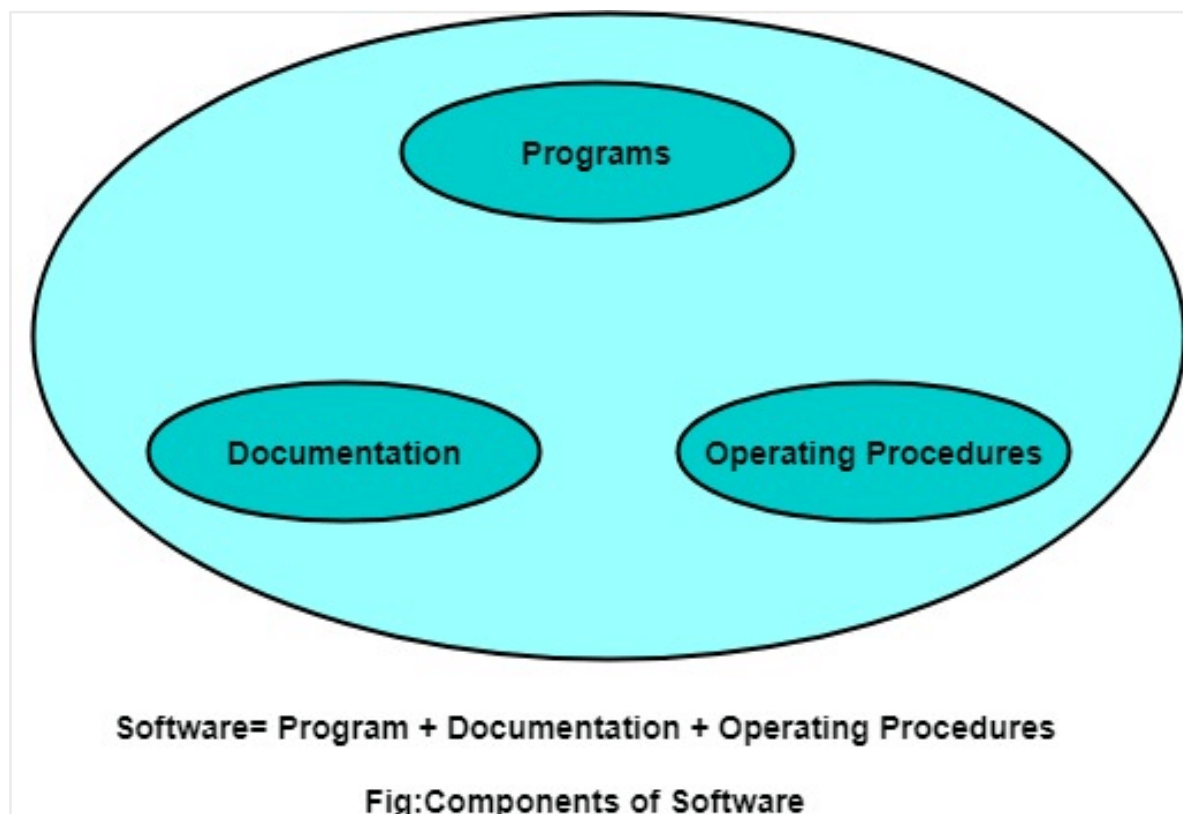 Programs
Documentation
Operating Procedures
Software= Program + Documentation + Operating Procedures
Fig:Components of Software